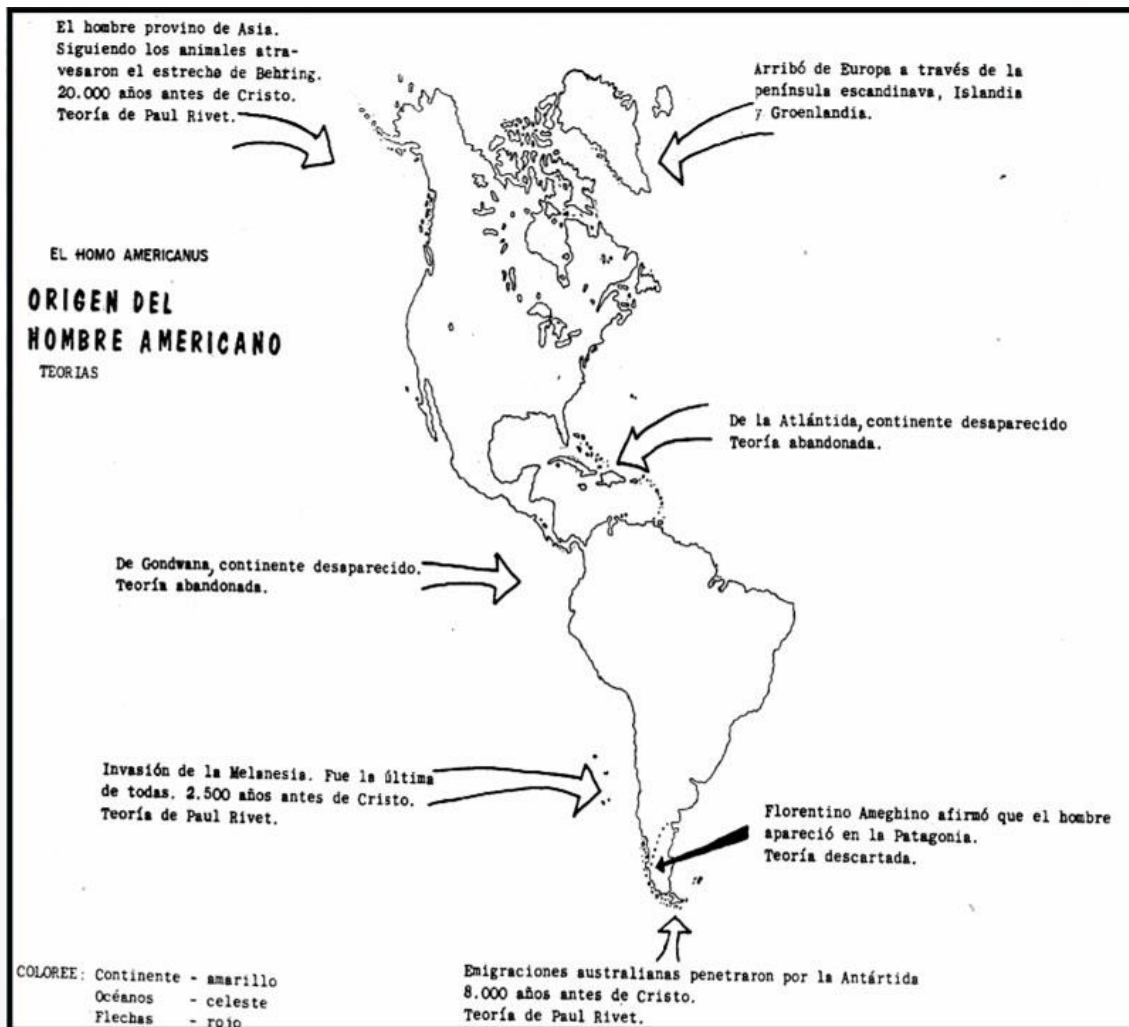 El hombre provino de Asia.
Siguiendo los animales atra-
vesaron el estreche de Behring.
20.000 años antes de Cristo.
Teoría de Paul Rivet.
Arribó de Europa a través de la
península escandinava, Islandia
y Groenlandia.
EL HOMO AMERICANUS
ORIGEN DEL
HOMBRE AMERICANO
TEORIAS
De la Atlántida, continente desaparecido
Teoría abandonada.
De Gondwana, continente desaparecido.
Teoría abandonada.
Invasión de la Melanesia. Fue la última
de todas. 2.500 años antes de Cristo.
Teoría de Paul Rivet.
Florentino Ameghino afirmó que el hombre
apareció en la Patagonia.
Teoría descartada.
Emigraciones australianas penetraron por la Antártida
8.000 años antes de Cristo.
Teoría de Paul Rivet.
COLOREE: Continente - amarillo
Océanos - celeste
Flechas - rojo